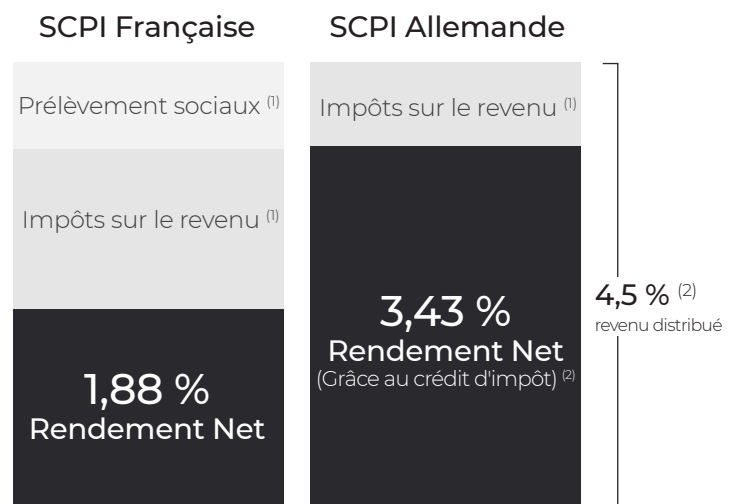 SCPI Française
Prélèvement sociaux (1)
Impôts sur le revenu (1)
1,88 %
Rendement Net
SCPI Allemande
Impôts sur le revenu (1)
3,43 %
Rendement Net
(Grâce au crédit d'impôt) (2)
4,5 % (2)
revenu distribué